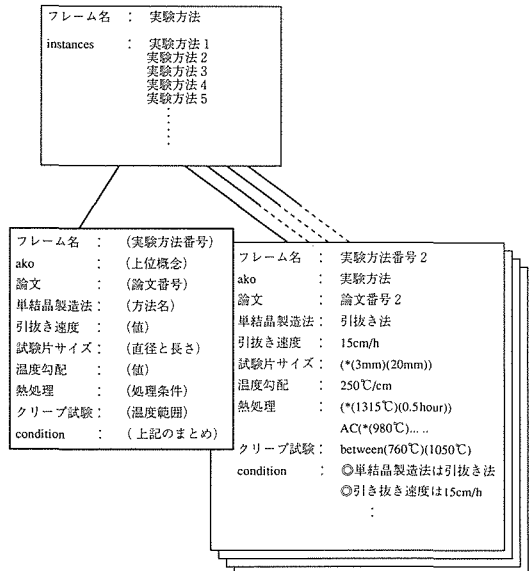 フレーム名 : 実験方法
instances : 実験方法1
実験方法2
実験方法3
実験方法4
実験方法5
フレーム名 : (実験方法番号)
ako : (上位概念)
論文 : (論文番号)
単結晶製造法 : (方法名)
引抜き速度 : (値)
試験片サイズ : (直径と長さ)
温度勾配 : (値)
熱処理 : (処理条件)
クリープ試験 : (温度範囲)
condition : (上記のまとめ)
フレーム名 : 実験方法番号2
ako : 実験方法
論文 : 論文番号2
単結晶製造法 : 引抜き法
引抜き速度 : 15cm/h
試験片サイズ : (*(3mm)(20mm))
温度勾配 : 250℃/cm
熱処理 : (*(1315℃)(0.5hour))
AC(*(980℃)... ..
クリープ試験 : between(760℃)(1050℃)
condition : ◎単結晶製造法は引抜き法
◎引き抜き速度は15cm/h
: